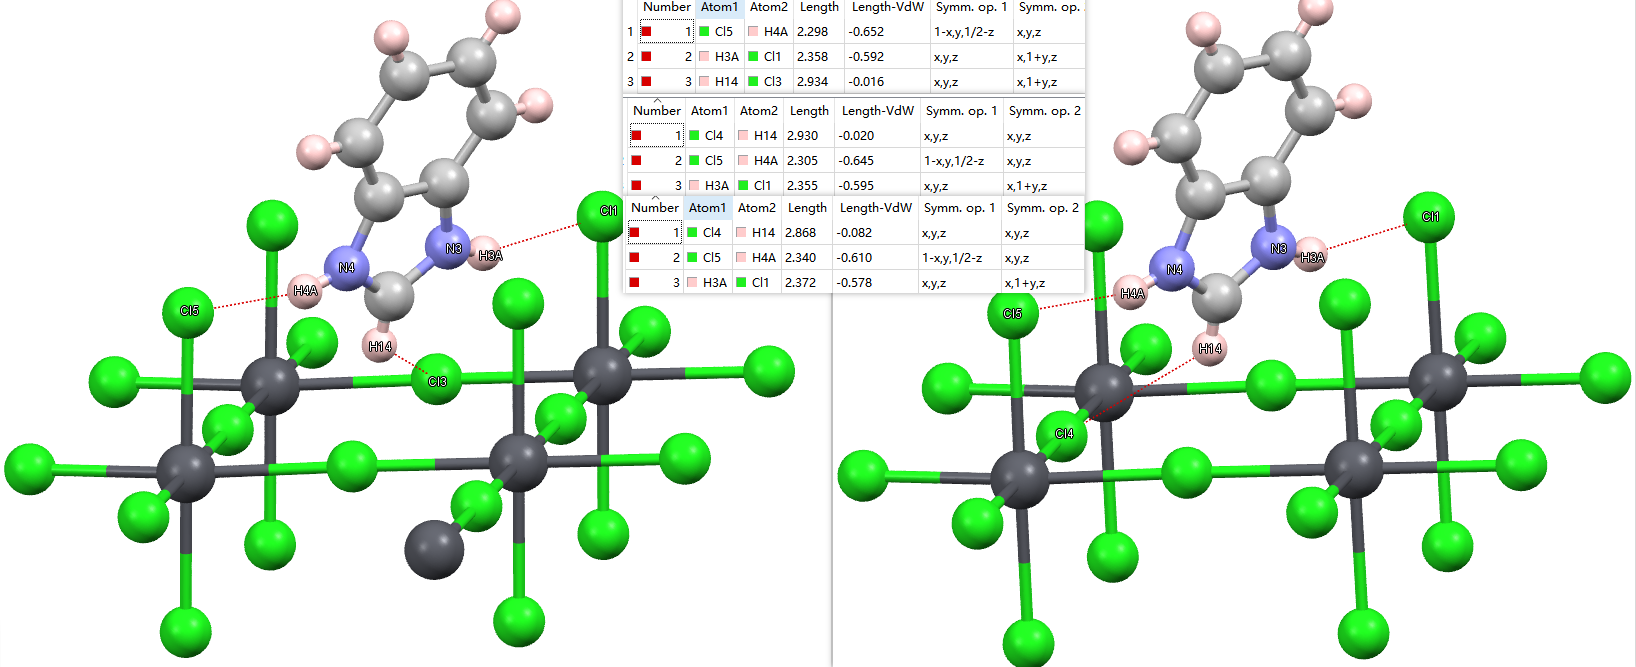 Number Atom1 Atom2 Length Length-VdW Symm. op. 1 Symm. op.
1 1 Cl5 H4A 2.298 -0.652 1-x,y,1/2-z x,y,z
2 2 H3A Cl1 2.358 -0.592 x,y,z x,1+y,z
3 3 H14 Cl3 2.934 -0.016 x,y,z x,1+y,z
Number Atom1 Atom2 Length Length-VdW Symm. op. 1 Symm. op. 2
1 Cl4 H14 2.930 -0.020 x,y,z x,y,z
2 Cl5 H4A 2.305 -0.645 1-x,y,1/2-z x,y,z
3 H3A Cl1 2.355 -0.595 x,y,z x,1+y,z
Number Atom1 Atom2 Length Length-VdW Symm. op. 1 Symm. op. 2
1 Cl4 H14 2.868 -0.082 x,y,z x,y,z
2 Cl5 H4A 2.340 -0.610 1-x,y,1/2-z x,y,z
3 H3A Cl1 2.372 -0.578 x,y,z x,1+y,z
Cl1
N3
H3A
N4
H4A
Cl5
H14
Cl3
Cl1
N3
H3A
N4
H4A
Cl5
H14
Cl4